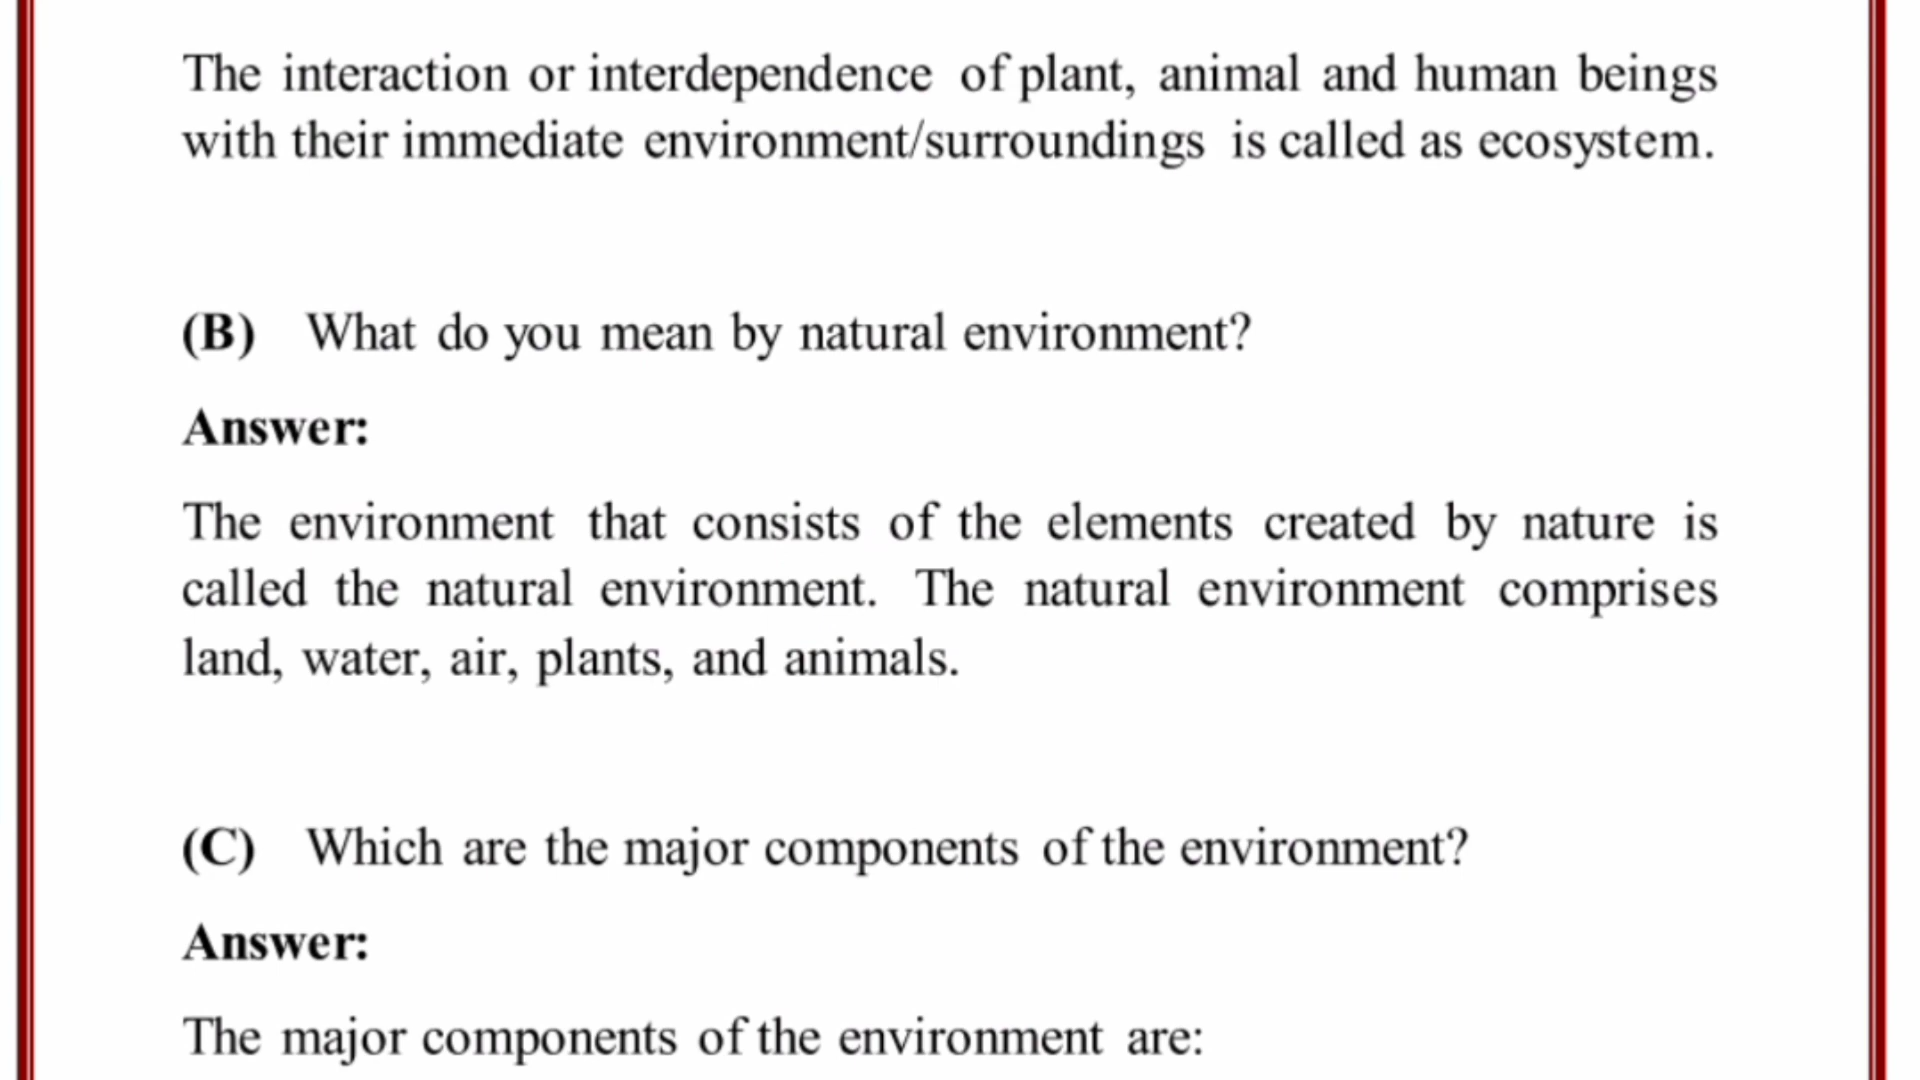 The interaction or interdependence of plant, animal and human beings
with their immediate environment/surroundings is called as ecosystem.
(B) What do you mean by natural environment?
Answer:
The environment that consists of the elements created by nature is
called the natural environment. The natural environment comprises
land, water, air, plants, and animals.
(C) Which are the major components of the environment?
Answer:
The major components of the environment are: